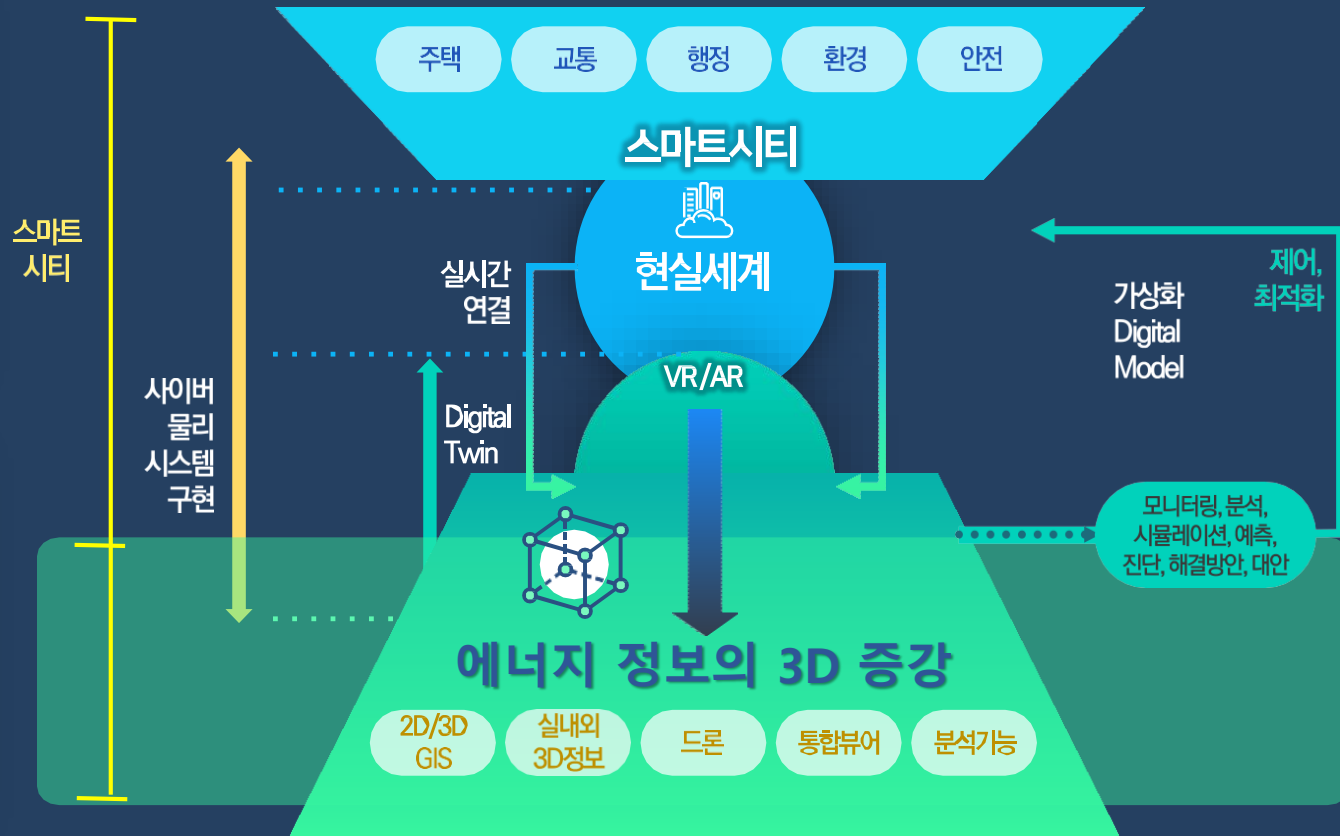 주택
교통
행정
환경
안전
스마트시티
스마트
시티
현실세계
실시간
연결
제어,
최적화
가상화
Digital
Model
VR/AR
사이버
물리
시스템
구현
Digital
Twin
모니터링, 분석,
시뮬레이션, 예측,
진단, 해결방안, 대안
에너지 정보의 3D 증강
2D/3D
GIS
실내외
3D정보
드론
통합뷰어
분석기능